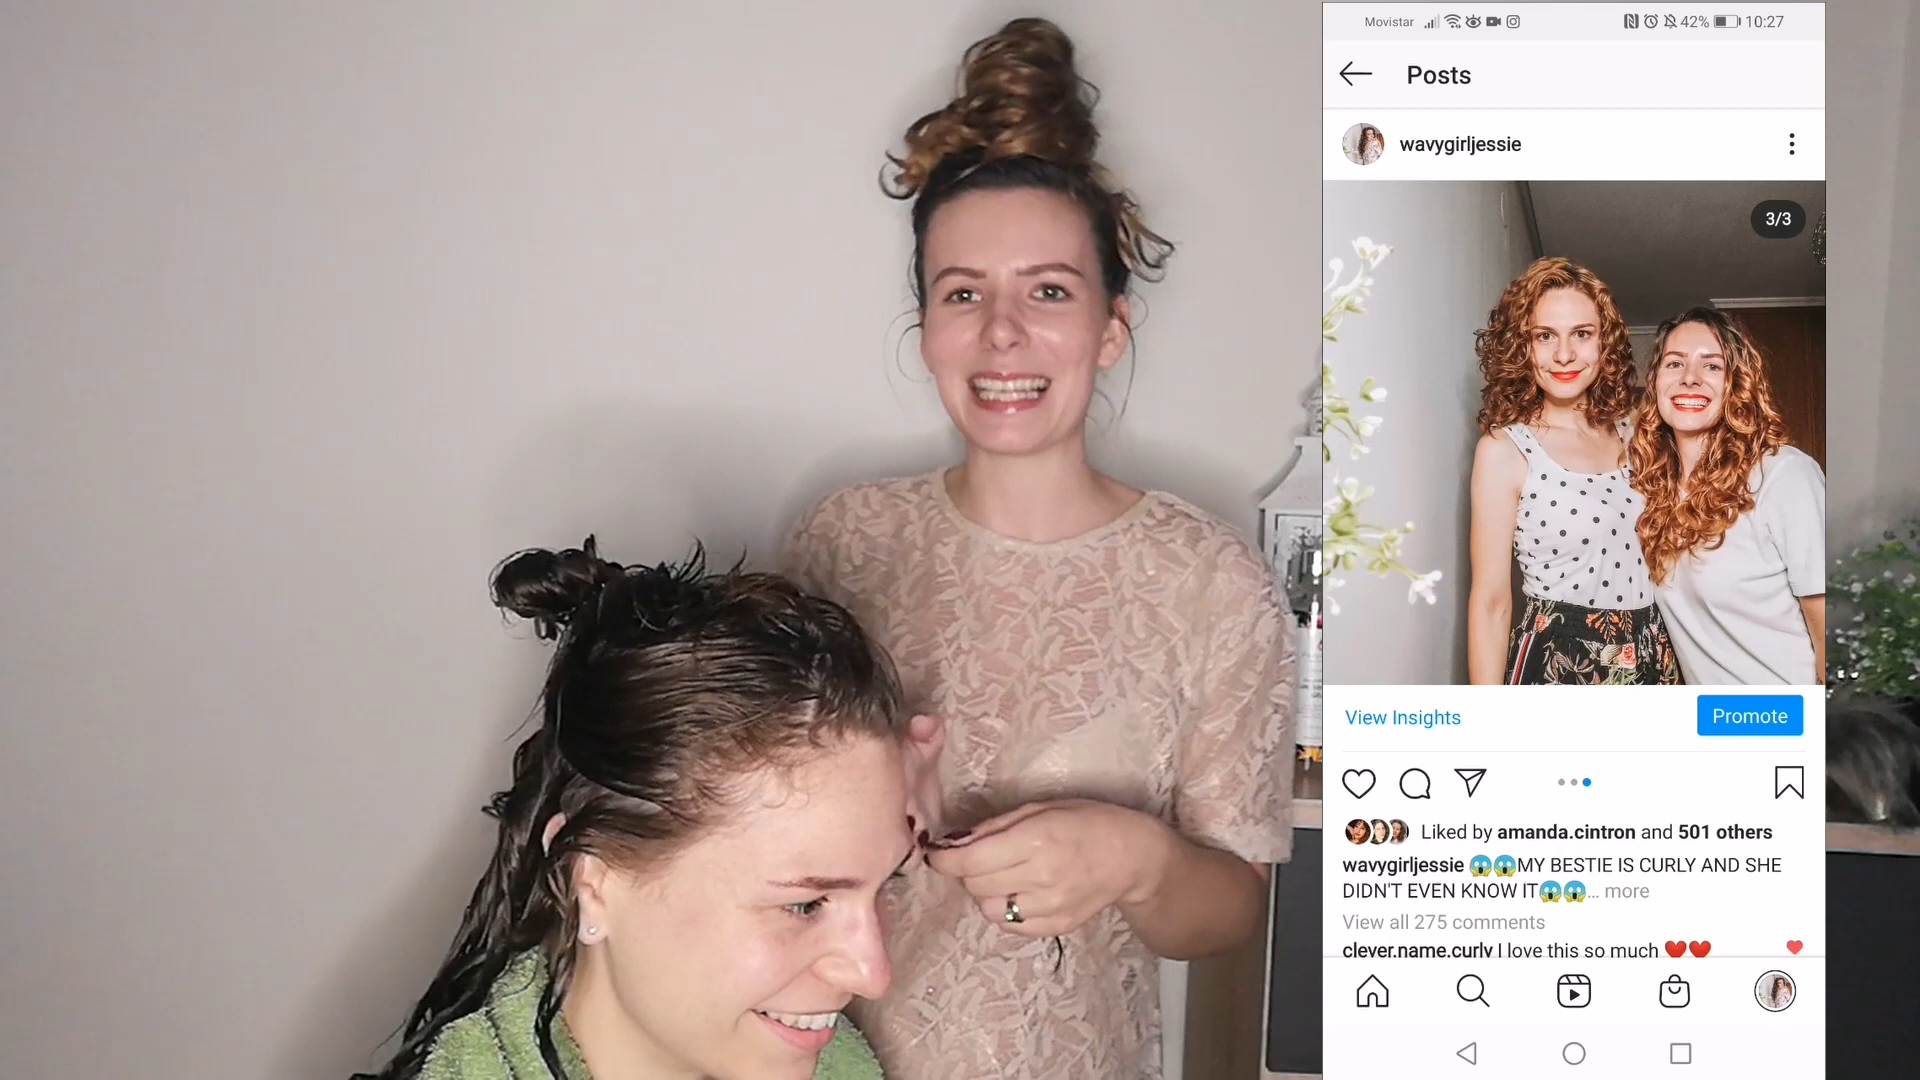 Movistar 42% 10:27
Posts
wavygirljessie
3/3
View Insights Promote
Liked by amanda.cintron and 501 others
wavygirljessie 😱😱MY BESTIE IS CURLY AND SHE
DIDN'T EVEN KNOW IT😱😱... more
View all 275 comments
clever.name.curly I love this so much ❤️❤️